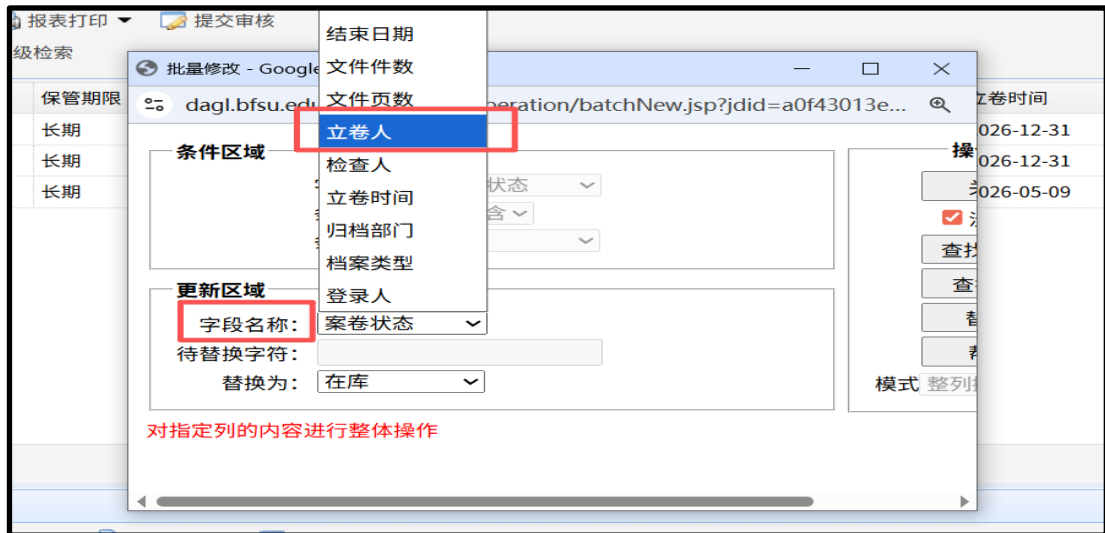 报表打印 提交审核
级检索
结束日期
文件件数
文件页数
立卷人
检查人
立卷时间
归档部门
档案类型
登录人
批量修改 - Google
dagl.bfsu.edu
peration/batchNew.jsp?jdid=a0f43013e...
保管期限
长期
长期
长期
立卷时间
026-12-31
026-12-31
026-05-09
条件区域
状态
含
操
查找
查
模式 整列
更新区域
字段名称： 案卷状态
待替换字符：
替换为： 在库
对指定列的内容进行整体操作